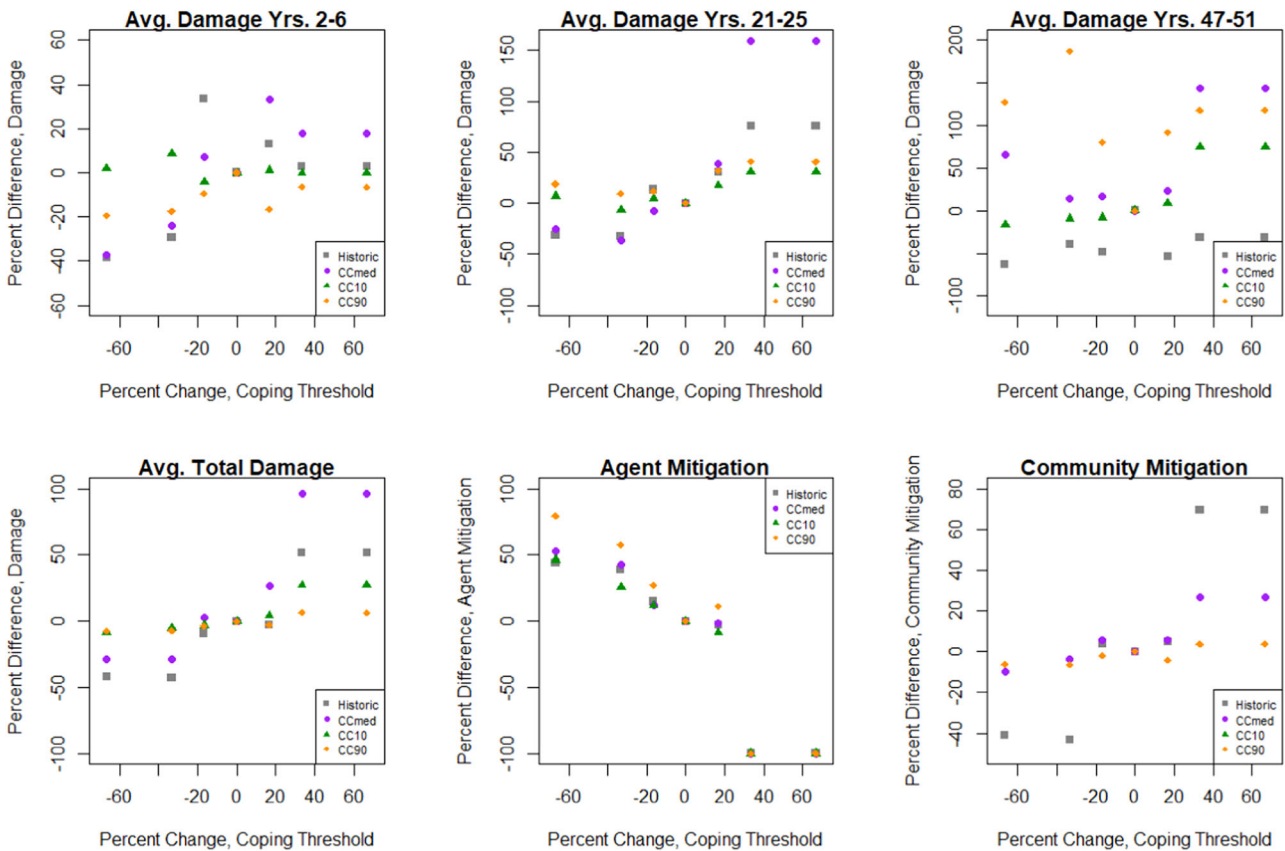 Avg. Damage Yrs. 2-6
Percent Difference, Damage
60
40
20
0
-20
-40
-60
Historic
CCmed
CC10
CC90
-60 -40 -20 0 20 40 60
Percent Change, Coping Threshold
Avg. Damage Yrs. 21-25
Percent Difference, Damage
150
100
50
0
-50
-100
Historic
CCmed
CC10
CC90
-60 -20 0 20 40 60
Percent Change, Coping Threshold
Avg. Damage Yrs. 47-51
Percent Difference, Damage
200
100
0
-100
Historic
CCmed
CC10
CC90
-60 -20 0 20 40 60
Percent Change, Coping Threshold
Avg. Total Damage
Percent Difference, Damage
100
50
0
-50
-100
Historic
CCmed
CC10
CC90
-60 -20 0 20 40 60
Percent Change, Coping Threshold
Agent Mitigation
Percent Diffence, Agent Mitigation
100
50
0
-50
-100
Historic
CCmed
CC10
CC90
-60 -20 0 20 40 60
Percent Change, Coping Threshold
Community Mitigation
Percent Difference, Community Mitigation
80
60
40
20
0
-40
Historic
CCmed
CC10
CC90
-60 -20 0 20 40 60
Percent Change, Coping Threshold